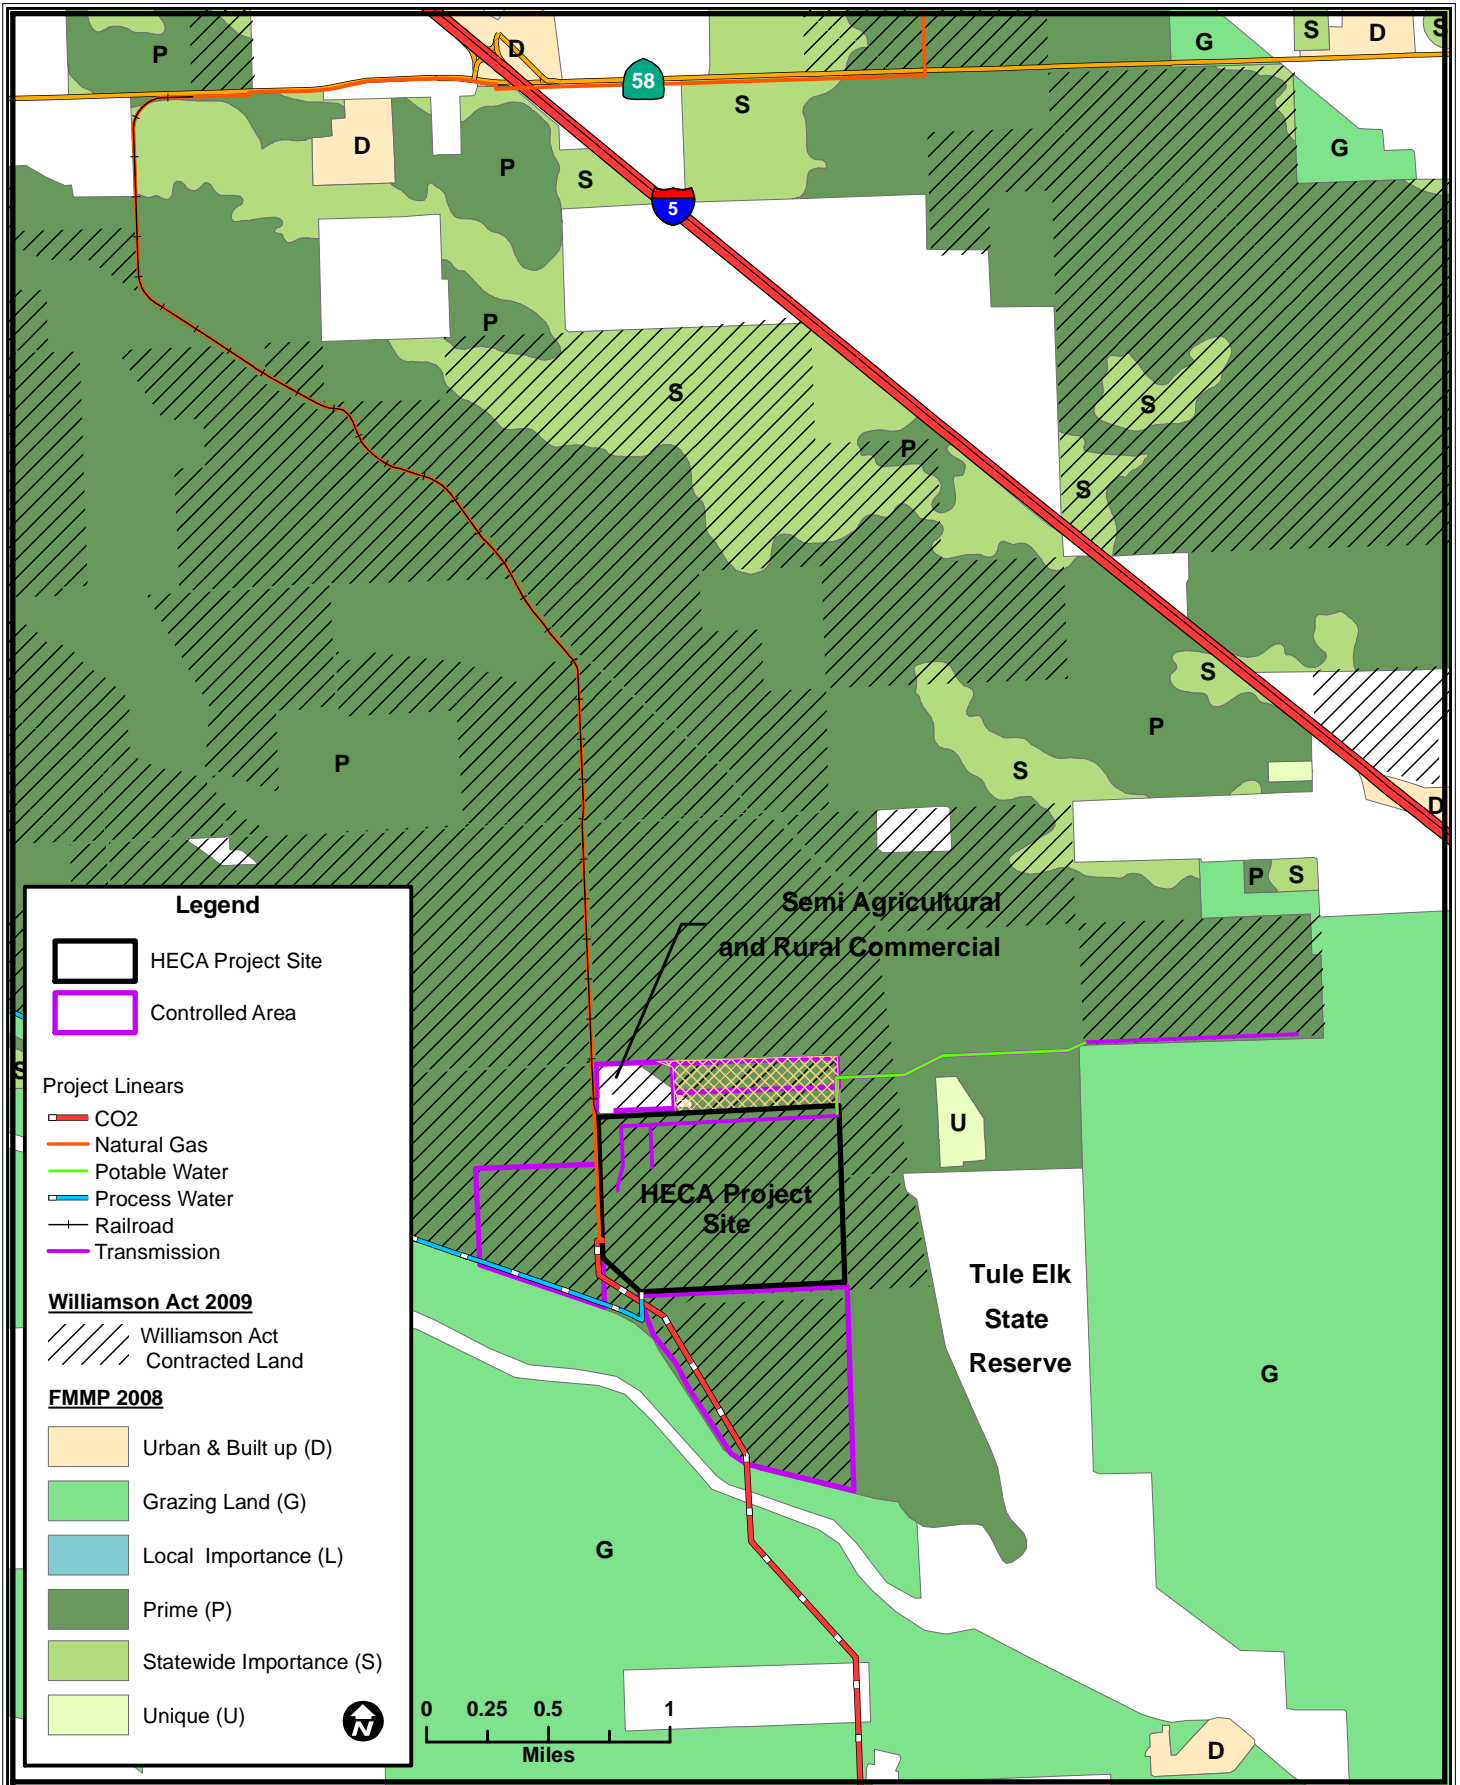 P
D
G
S
D
S
58
S
D
P
S
G
5
P
S
S
P
S
S
P
S
P
S
D
P
S
Semi Agricultural
and Rural Commercial
Legend
HECA Project Site
Controlled Area
S
Project Linears
CO2
Natural Gas
Potable Water
Process Water
Railroad
Transmission
U
HECA Project
Site
Tule Elk
State
Reserve
G
Williamson Act 2009
Williamson Act
Contracted Land
FMMP 2008
Urban & Built up (D)
Grazing Land (G)
Local Importance (L)
Prime (P)
Statewide Importance (S)
Unique (U)
N
G
0 0.25 0.5 1
Miles
D